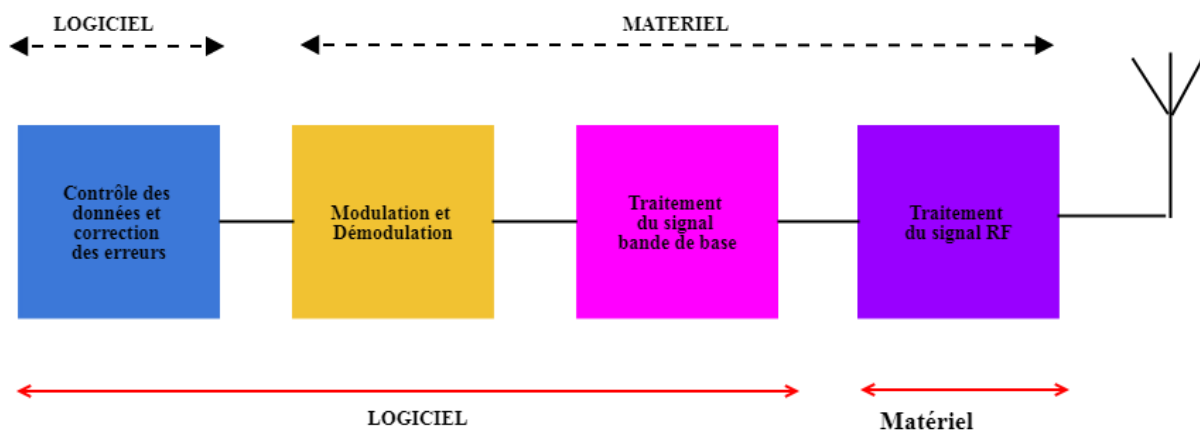 LOGICIEL
MATERIEL
Contrôle des
données et
correction
des erreurs
Modulation et
Démodulation
Traitement
du signal
bande de base
Traitement
du signal RF
LOGICIEL
Matériel